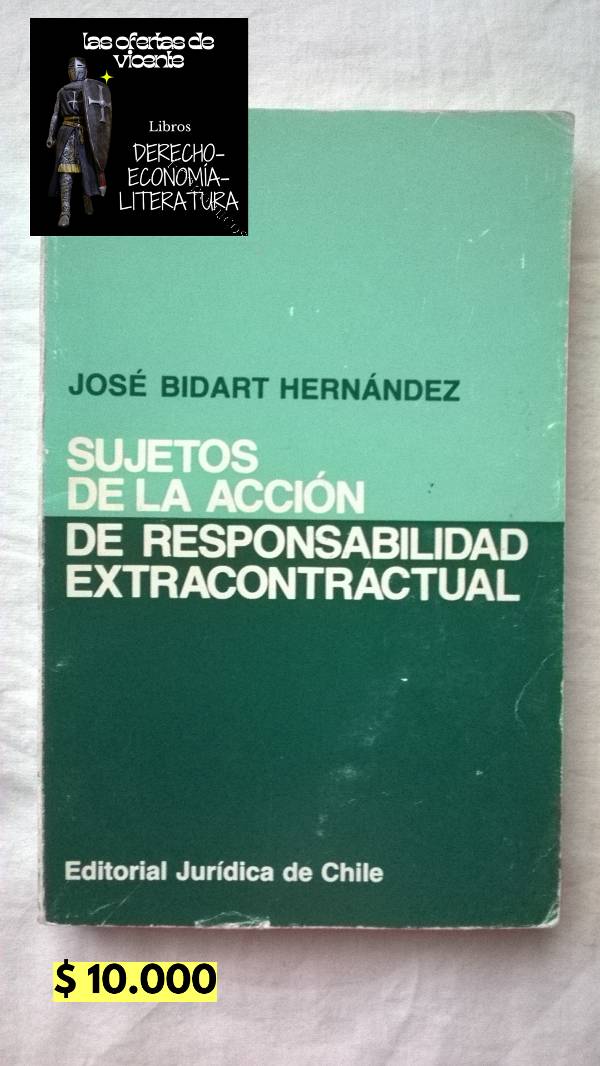 las ofertas de
vicente
Libros
DERECHO-
ECONOMÍA-
LITERATURA
JOSÉ BIDART HERNÁNDEZ
SUJETOS
DE LA ACCIÓN
DE RESPONSABILIDAD
EXTRACONTRACTUAL
Editorial Jurídica de Chile
$ 10.000